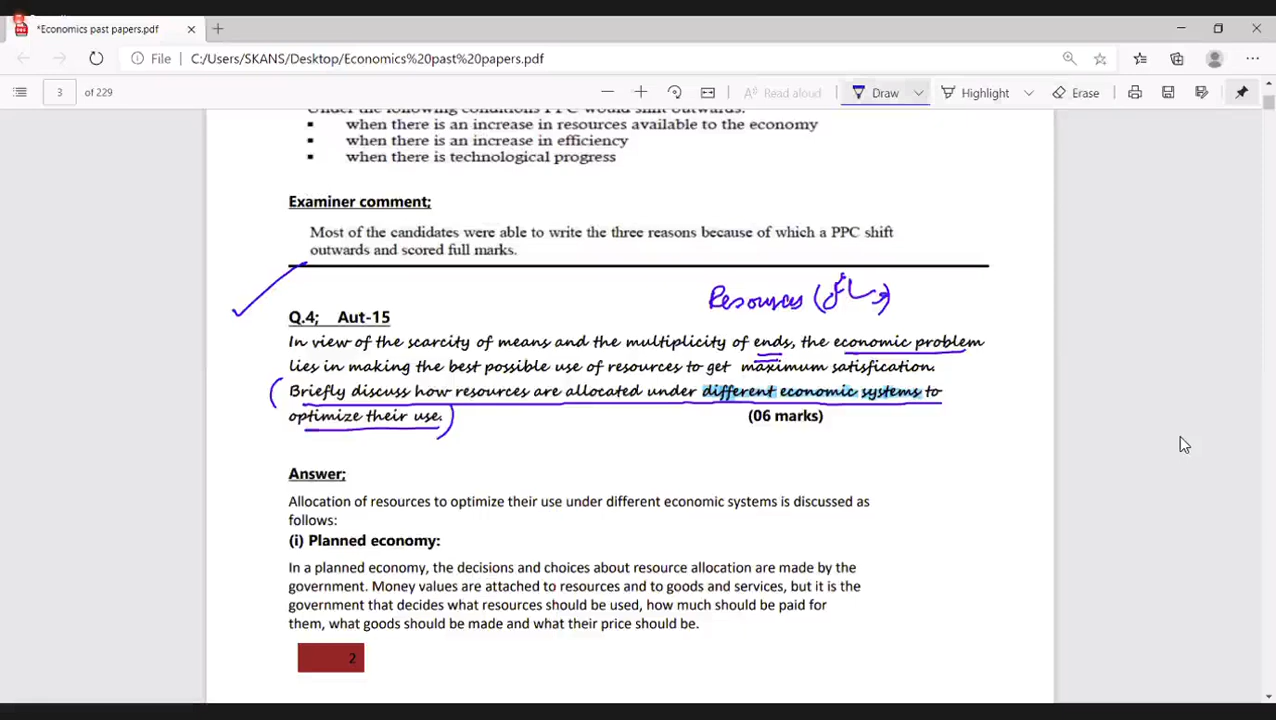 *Economics past papers.pdf
File C:/Users/SKANS/Desktop/Economics%20past%20papers.pdf
3 of 229 Read aloud Draw Highlight Erase
Under the following conditions PPC would shift outwards.
▪ when there is an increase in resources available to the economy
▪ when there is an increase in efficiency
▪ when there is technological progress
Examiner comment;
Most of the candidates were able to write the three reasons because of which a PPC shift
outwards and scored full marks.
Resources
Q.4; Aut-15
In view of the scarcity of means and the multiplicity of ends, the economic problem
lies in making the best possible use of resources to get maximum satisfication.
Briefly discuss how resources are allocated under different economic systems to
optimize their use. (06 marks)
Answer;
Allocation of resources to optimize their use under different economic systems is discussed as
follows:
(i) Planned economy:
In a planned economy, the decisions and choices about resource allocation are made by the
government. Money values are attached to resources and to goods and services, but it is the
government that decides what resources should be used, how much should be paid for
them, what goods should be made and what their price should be.
2